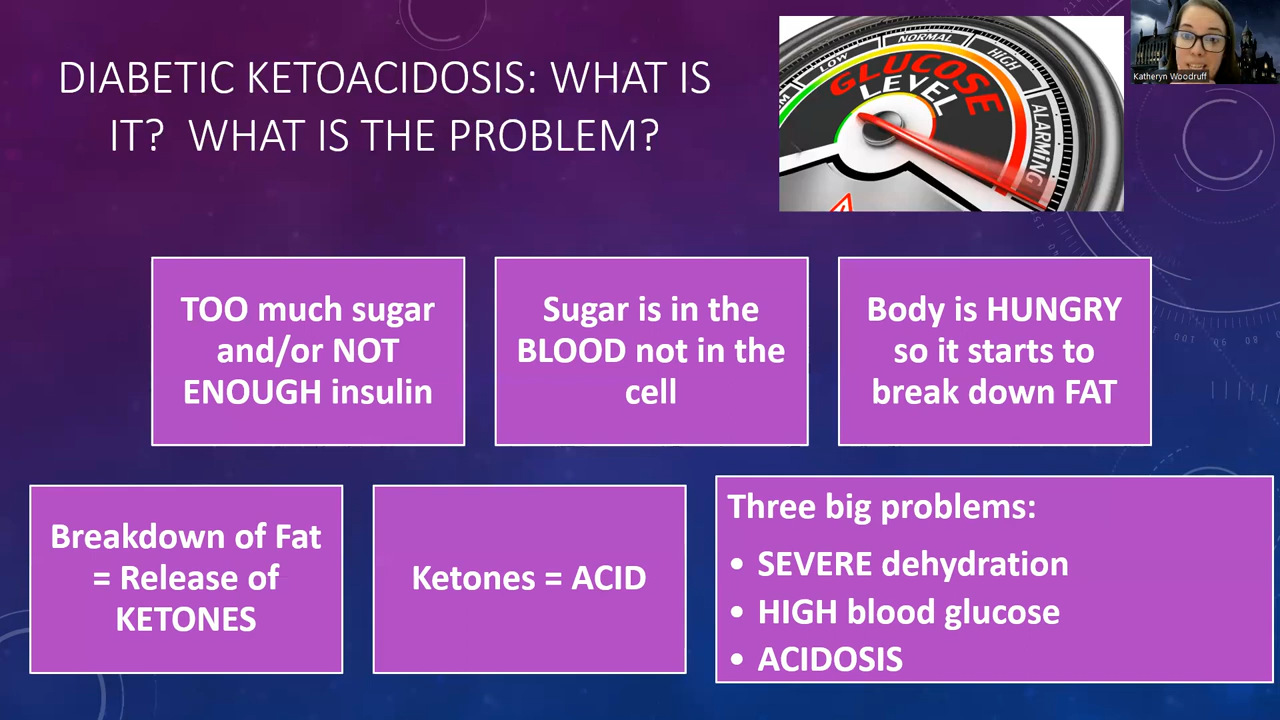 DIABETIC KETOACIDOSIS: WHAT IS
IT? WHAT IS THE PROBLEM?
LOW
NORMAL
HIGH
ALARMING
GLUCOSE
LEVEL
Katheryn Woodruff
TOO much sugar
and/or NOT
ENOUGH insulin
Sugar is in the
BLOOD not in the
cell
Body is HUNGRY
so it starts to
break down FAT
Breakdown of Fat
= Release of
KETONES
Ketones = ACID
Three big problems:
• SEVERE dehydration
• HIGH blood glucose
• ACIDOSIS